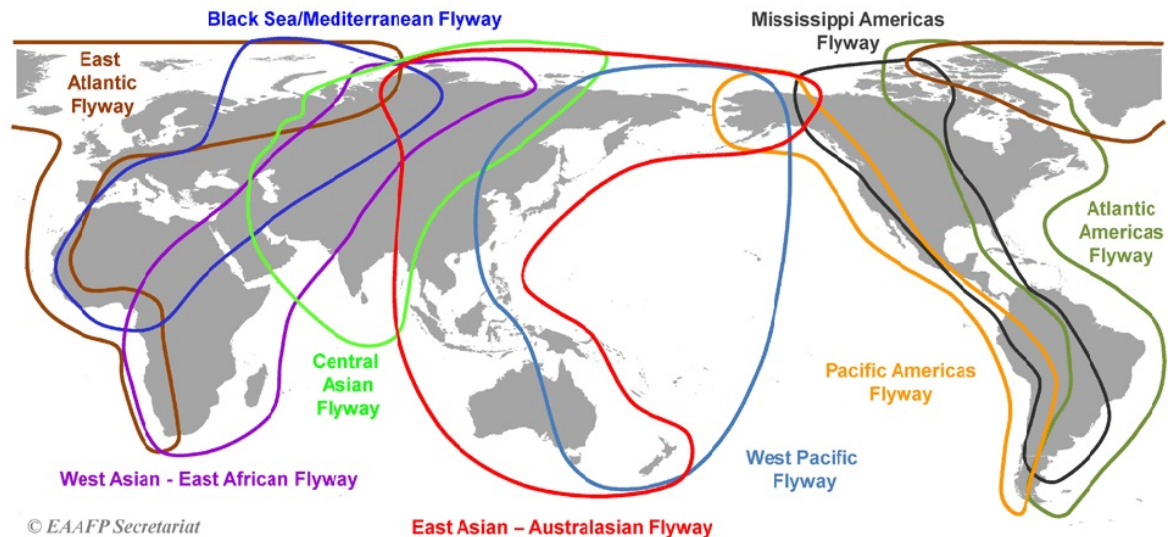 Black Sea/Mediterranean Flyway
Mississippi Americas
Flyway
East
Atlantic
Flyway
Atlantic
Americas
Flyway
Central
Asian
Flyway
Pacific Americas
Flyway
West Asian - East African Flyway
West Pacific
Flyway
© EAAFP Secretariat
East Asian – Australasian Flyway